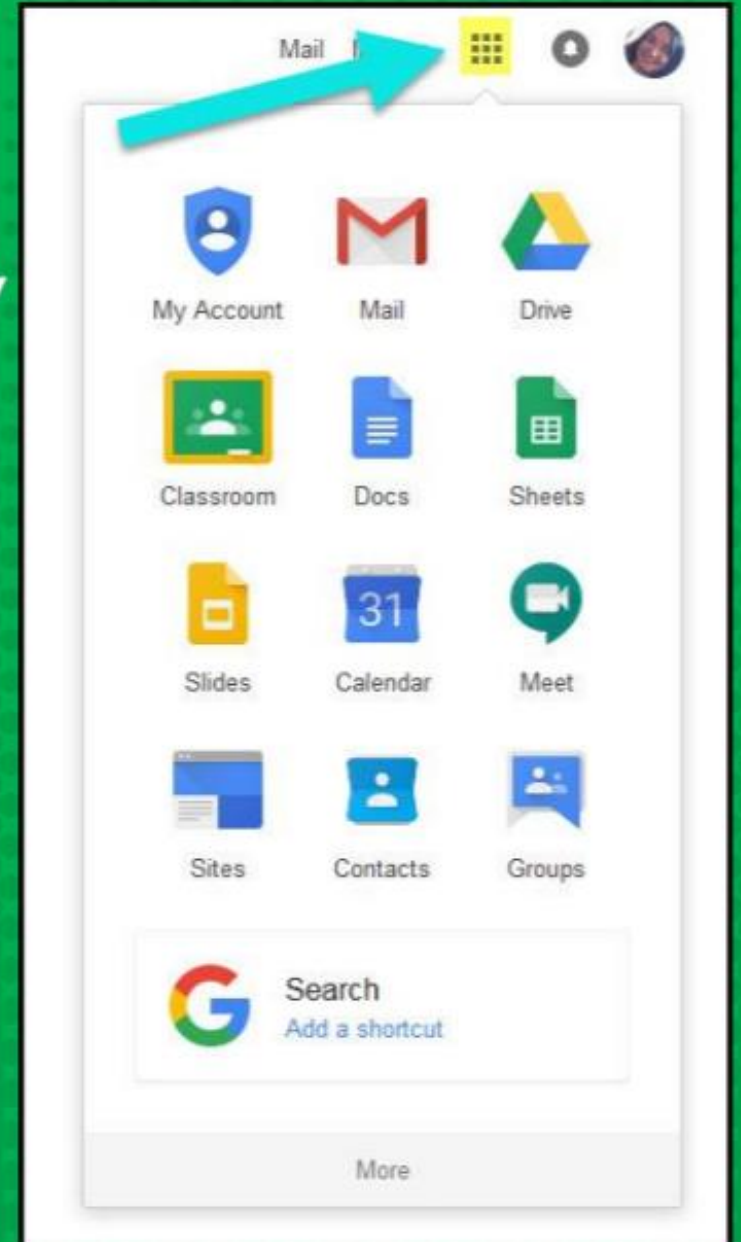 Mail
My Account Mail Drive
Classroom Docs Sheets
31
Slides Calendar Meet
Sites Contacts Groups
Search
Add a shortcut
More